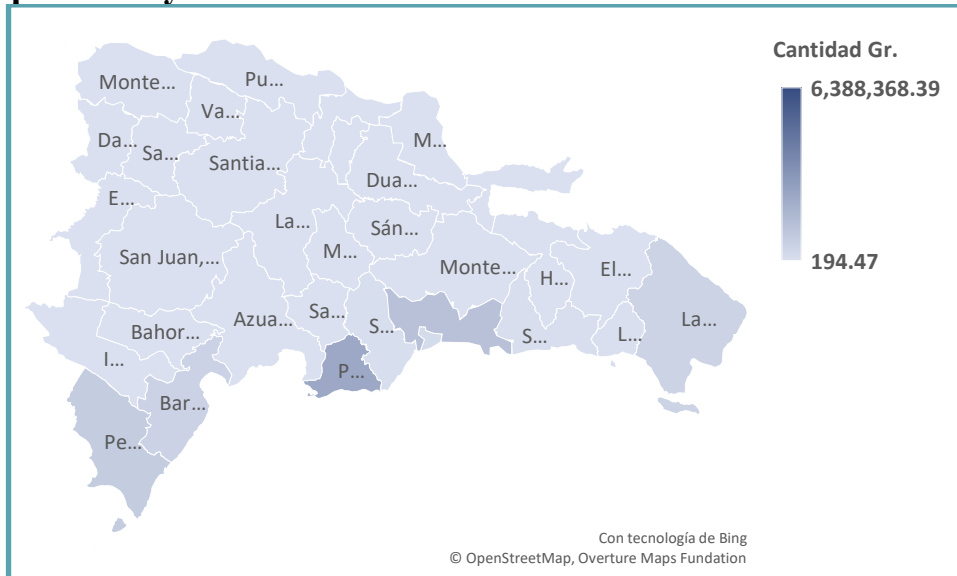 Cantidad Gr.
6,388,368.39
194.47
Monte...
Pu...
Va...
Da...
Sa...
Santia...
M...
Dua...
E...
La...
Sán...
San Juan,...
M...
Monte...
H...
El...
Bahor...
Azua...
Sa...
S...
S...
L...
La...
I...
P...
Bar...
Pe...
Con tecnología de Bing
© OpenStreetMap, Overture Maps Fundation